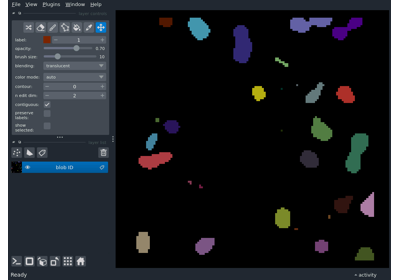 File View Plugins Window Help
label: 1
opacity: 0.70
brush size: 10
blending: translucent
color mode: auto
contour: 0
n edit dim: 2
contiguous:
preserve
labels:
show
selected:
blob ID
Ready
activity